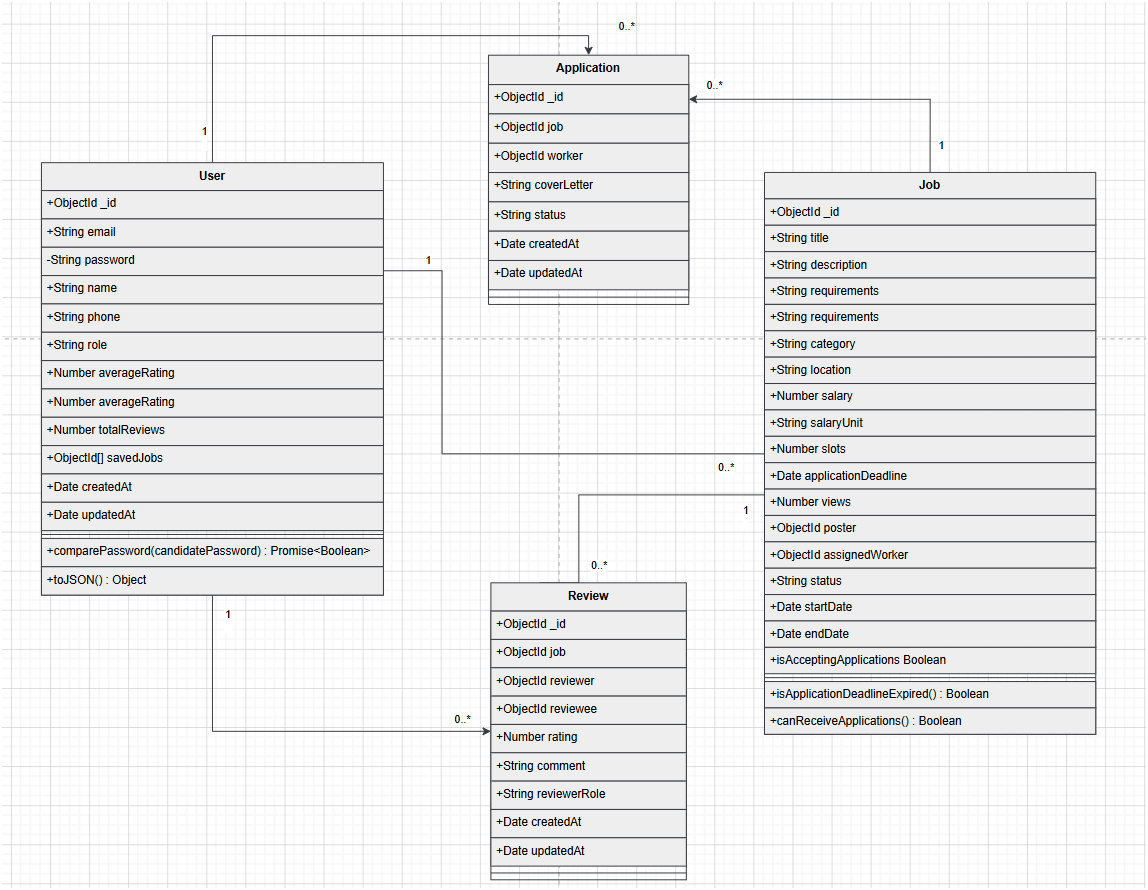 0..*
1
Application
+ObjectId _id
+ObjectId job
+ObjectId worker
+String coverLetter
+String status
+Date createdAt
+Date updatedAt
0..*
1
User
+ObjectId _id
+String email
-String password
+String name
+String phone
+String role
+Number averageRating
+Number averageRating
+Number totalReviews
+ObjectId[] savedJobs
+Date createdAt
+Date updatedAt
+comparePassword(candidatePassword) : Promise<Boolean>
+toJSON() : Object
1
0..*
Job
+ObjectId _id
+String title
+String description
+String requirements
+String requirements
+String category
+String location
+Number salary
+String salaryUnit
+Number slots
+Date applicationDeadline
+Number views
+ObjectId poster
+ObjectId assignedWorker
+String status
+Date startDate
+Date endDate
+isAcceptingApplications Boolean
+isApplicationDeadlineExpired() : Boolean
+canReceiveApplications() : Boolean
1
0..*
1
0..*
Review
+ObjectId _id
+ObjectId job
+ObjectId reviewer
+ObjectId reviewee
+Number rating
+String comment
+String reviewerRole
+Date createdAt
+Date updatedAt